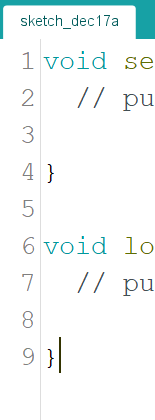 sketch_dec17a
1 void se
2 // pu
3
4 }
5
6 void lo
7 // pu
8
9 }